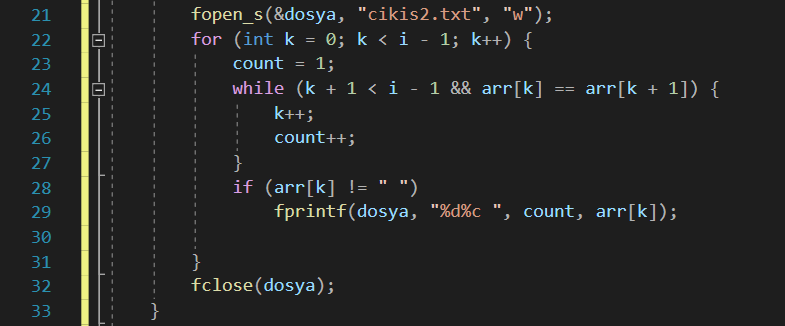 21 fopen_s(&dosya, "cikis2.txt", "w");
22 for (int k = 0; k < i - 1; k++) {
23 count = 1;
24 while (k + 1 < i - 1 && arr[k] == arr[k + 1]) {
25 k++;
26 count++;
27 }
28 if (arr[k] != " ")
29 fprintf(dosya, "%d%c ", count, arr[k]);
30
31 }
32 fclose(dosya);
33 }